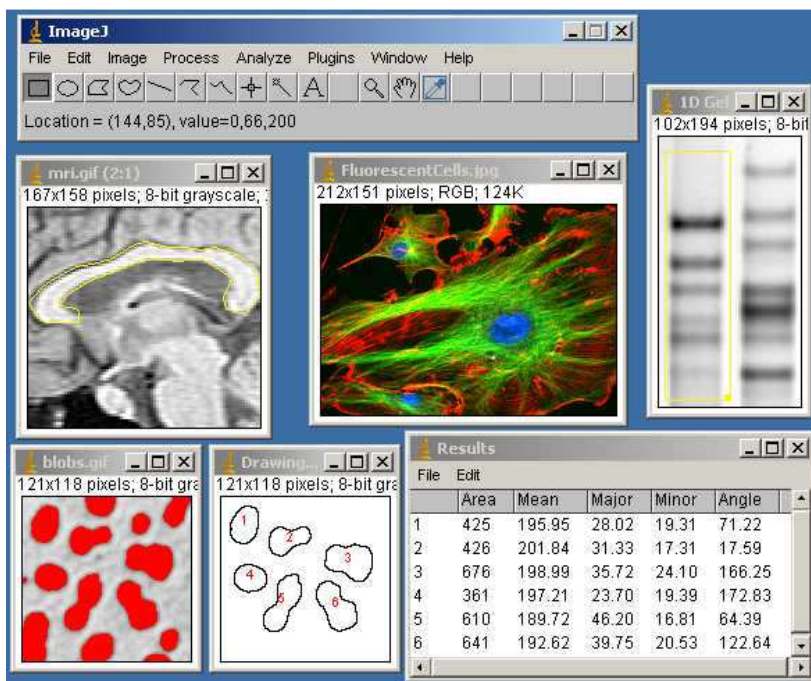 ImageJ
File Edit Image Process Analyze Plugins Window Help
A
Location = (144,85), value=0,66,200
1D Gel
102x194 pixels; 8-bit
mri.gif (2:1)
167x158 pixels; 8-bit grayscale;
FluorescentCells.jpg
212x151 pixels; RGB; 124K
blobs.gif
121x118 pixels; 8-bit gra
Drawing...
121x118 pixels; 8-bit gra
1
2
3
4
5
6
Results
File Edit
Area Mean Major Minor Angle
1 425 195.95 28.02 19.31 71.22
2 426 201.84 31.33 17.31 17.59
3 676 198.99 35.72 24.10 166.25
4 361 197.21 23.70 19.39 172.83
5 610 189.72 46.20 16.81 64.39
6 641 192.62 39.75 20.53 122.64